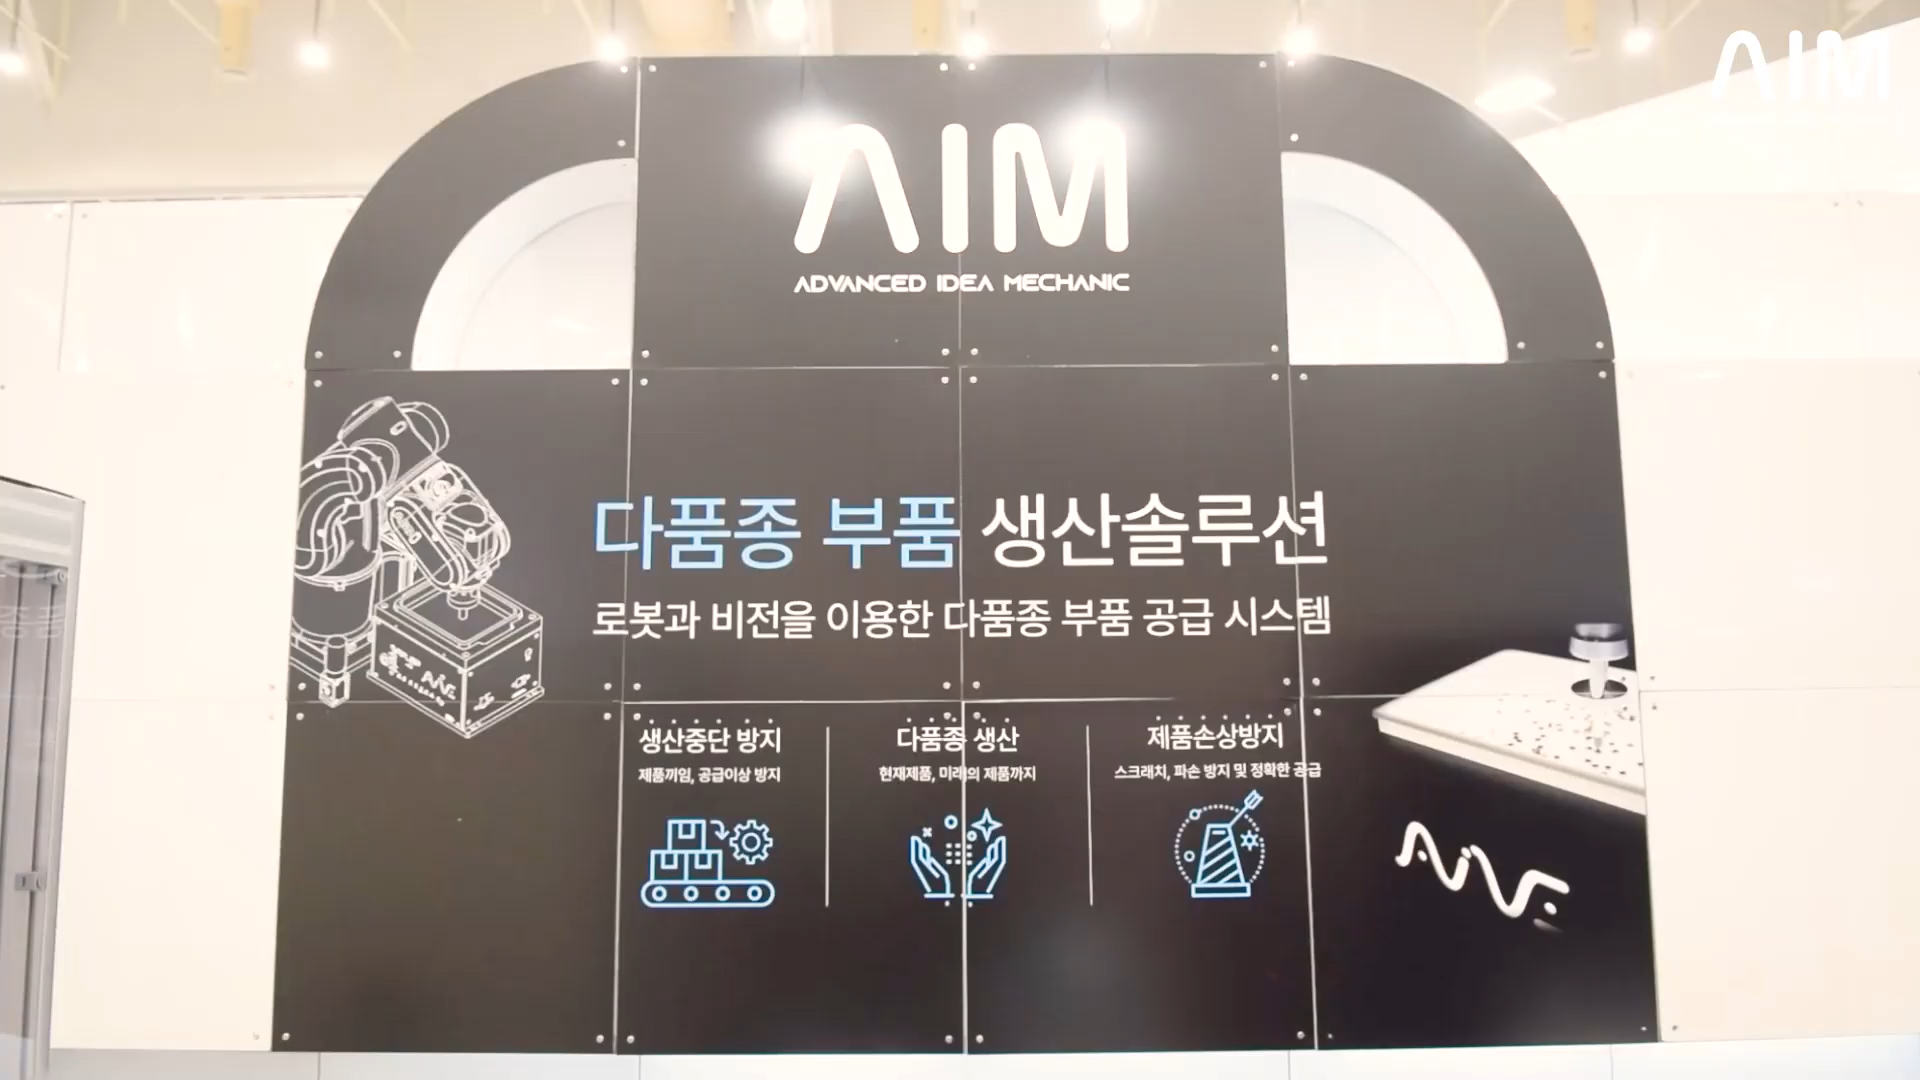 AIM
AIM
ADVANCED IDEA MECHANIC
다품종 부품 생산솔루션
로봇과 비전을 이용한 다품종 부품 공급 시스템
생산중단 방지
제품끼임, 공급이상 방지
다품종 생산
현재제품, 미래의 제품까지
제품손상방지
스크래치, 파손 방지 및 정확한 공급
AiVE